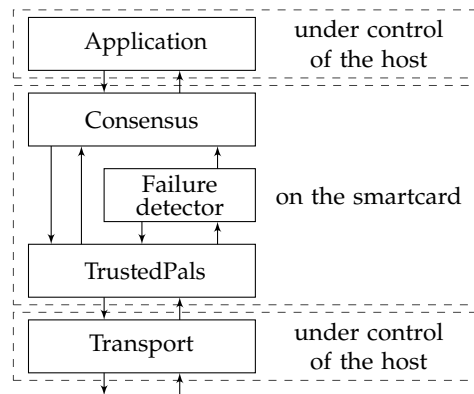 Application
under control
of the host
Consensus
Failure
detector
on the smartcard
TrustedPals
Transport
under control
of the host